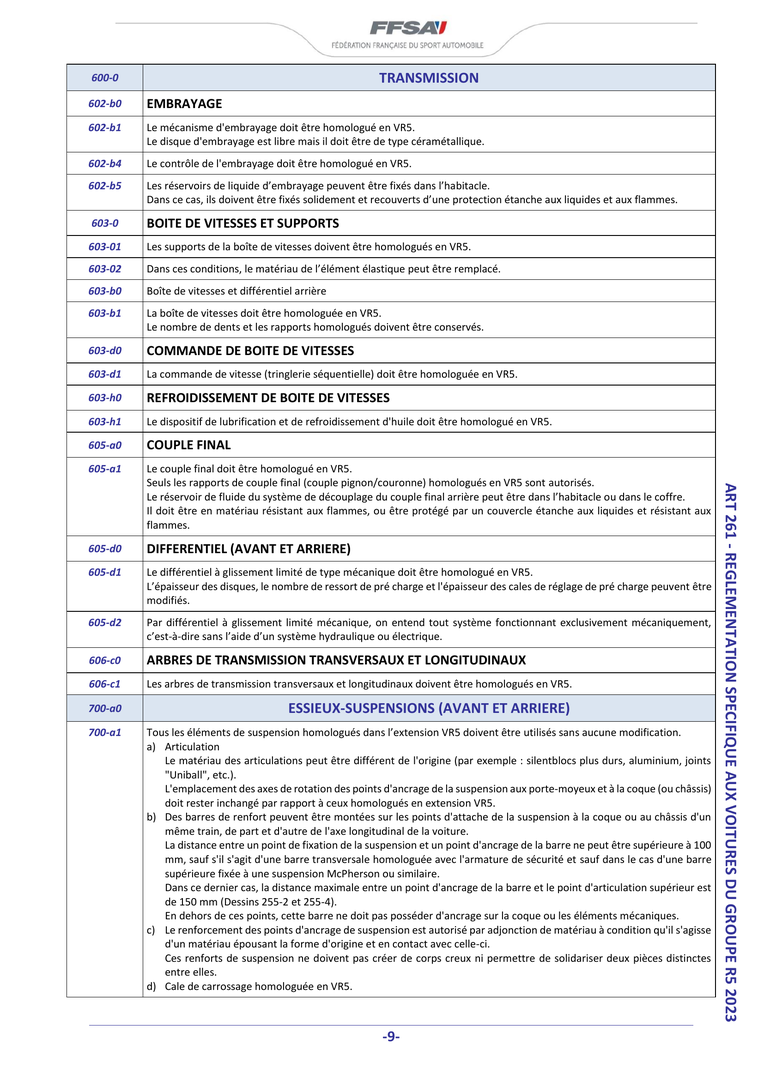 FFSA
FÉDÉRATION FRANÇAISE DU SPORT AUTOMOBILE
600-0 TRANSMISSION
602-b0 EMBRAYAGE
602-b1 Le mécanisme d'embrayage doit être homologué en VR5.
Le disque d'embrayage est libre mais il doit être de type céramétallique.
602-b4 Le contrôle de l'embrayage doit être homologué en VR5.
602-b5 Les réservoirs de liquide d’embrayage peuvent être fixés dans l’habitacle.
Dans ce cas, ils doivent être fixés solidement et recouverts d’une protection étanche aux liquides et aux flammes.
603-0 BOITE DE VITESSES ET SUPPORTS
603-01 Les supports de la boîte de vitesses doivent être homologués en VR5.
603-02 Dans ces conditions, le matériau de l’élément élastique peut être remplacé.
603-b0 Boîte de vitesses et différentiel arrière
603-b1 La boîte de vitesses doit être homologuée en VR5.
Le nombre de dents et les rapports homologués doivent être conservés.
603-d0 COMMANDE DE BOITE DE VITESSES
603-d1 La commande de vitesse (tringlerie séquentielle) doit être homologuée en VR5.
603-h0 REFROIDISSEMENT DE BOITE DE VITESSES
603-h1 Le dispositif de lubrification et de refroidissement d'huile doit être homologué en VR5.
605-a0 COUPLE FINAL
605-a1 Le couple final doit être homologué en VR5.
Seuls les rapports de couple final (couple pignon/couronne) homologués en VR5 sont autorisés.
Le réservoir de fluide du système de découplage du couple final arrière peut être dans l’habitacle ou dans le coffre.
Il doit être en matériau résistant aux flammes, ou être protégé par un couvercle étanche aux liquides et résistant aux
flammes.
605-d0 DIFFERENTIEL (AVANT ET ARRIERE)
605-d1 Le différentiel à glissement limité de type mécanique doit être homologué en VR5.
L’épaisseur des disques, le nombre de ressort de pré charge et l'épaisseur des cales de réglage de pré charge peuvent être
modifiés.
605-d2 Par différentiel à glissement limité mécanique, on entend tout système fonctionnant exclusivement mécaniquement,
c’est-à-dire sans l’aide d’un système hydraulique ou électrique.
606-c0 ARBRES DE TRANSMISSION TRANSVERSAUX ET LONGITUDINAUX
606-c1 Les arbres de transmission transversaux et longitudinaux doivent être homologués en VR5.
700-a0 ESSIEUX-SUSPENSIONS (AVANT ET ARRIERE)
700-a1 Tous les éléments de suspension homologués dans l’extension VR5 doivent être utilisés sans aucune modification.
a) Articulation
Le matériau des articulations peut être différent de l'origine (par exemple : silentblocs plus durs, aluminium, joints
"Uniball", etc.).
L'emplacement des axes de rotation des points d'ancrage de la suspension aux porte-moyeux et à la coque (ou châssis)
doit rester inchangé par rapport à ceux homologués en extension VR5.
b) Des barres de renfort peuvent être montées sur les points d'attache de la suspension à la coque ou au châssis d'un
même train, de part et d'autre de l'axe longitudinal de la voiture.
La distance entre un point de fixation de la suspension et un point d'ancrage de la barre ne peut être supérieure à 100
mm, sauf s'il s'agit d'une barre transversale homologuée avec l'armature de sécurité et sauf dans le cas d'une barre
supérieure fixée à une suspension McPherson ou similaire.
Dans ce dernier cas, la distance maximale entre un point d'ancrage de la barre et le point d'articulation supérieur est
de 150 mm (Dessins 255-2 et 255-4).
En dehors de ces points, cette barre ne doit pas posséder d'ancrage sur la coque ou les éléments mécaniques.
c) Le renforcement des points d'ancrage de suspension est autorisé par adjonction de matériau à condition qu'il s'agisse
d'un matériau épousant la forme d'origine et en contact avec celle-ci.
Ces renforts de suspension ne doivent pas créer de corps creux ni permettre de solidariser deux pièces distinctes
entre elles.
d) Cale de carrossage homologuée en VR5.
ART 261 - REGLEMENTATION SPECIFIQUE AUX VOITURES DU GROUPE R5 2023
-9-